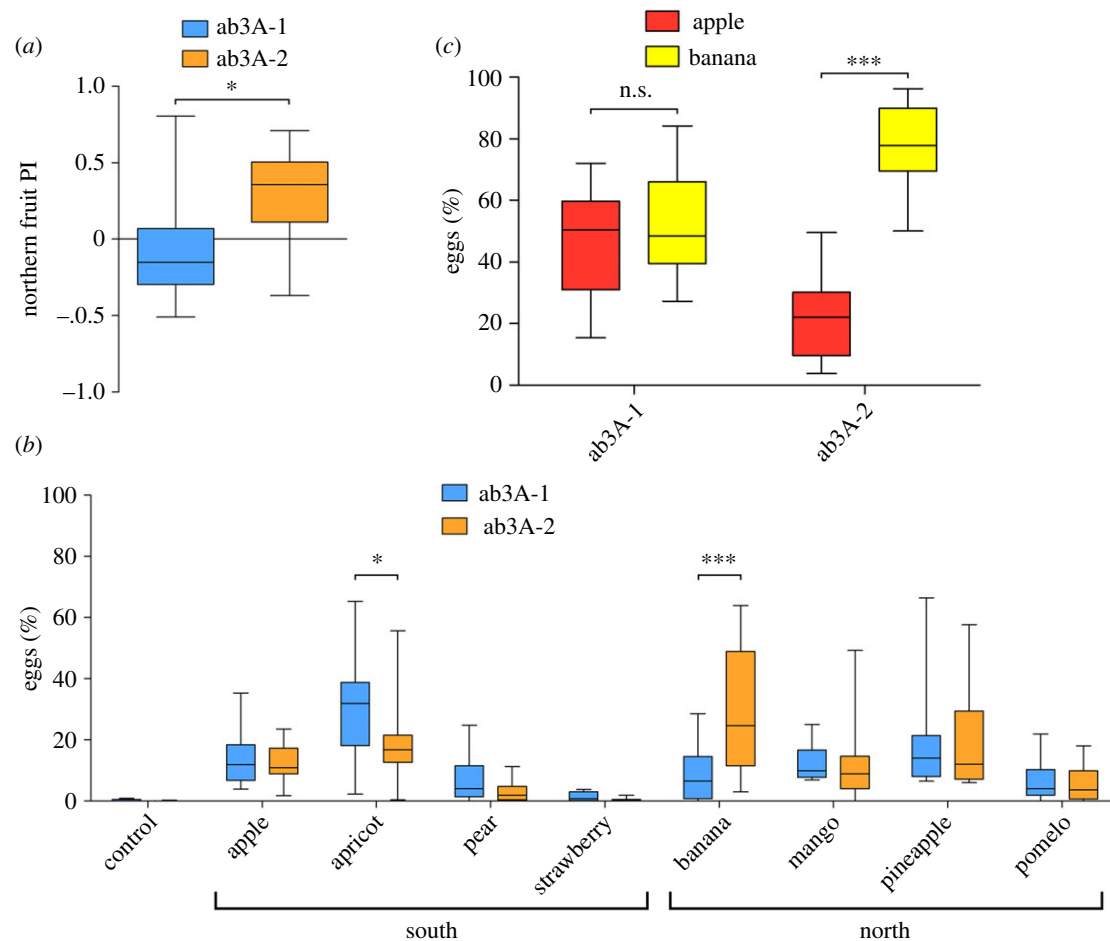 (a)
ab3A-1
ab3A-2
1.0
0.5
0
–.0.5
–1.0
northern fruit PI
*
(c)
apple
banana
100
80
60
40
20
0
eggs (%)
n.s.
***
ab3A-1
ab3A-2
(b)
ab3A-1
ab3A-2
100
80
60
40
20
0
eggs (%)
*
***
control
apple
apricot
pear
strawberry
banana
mango
pineapple
pomelo
south
north